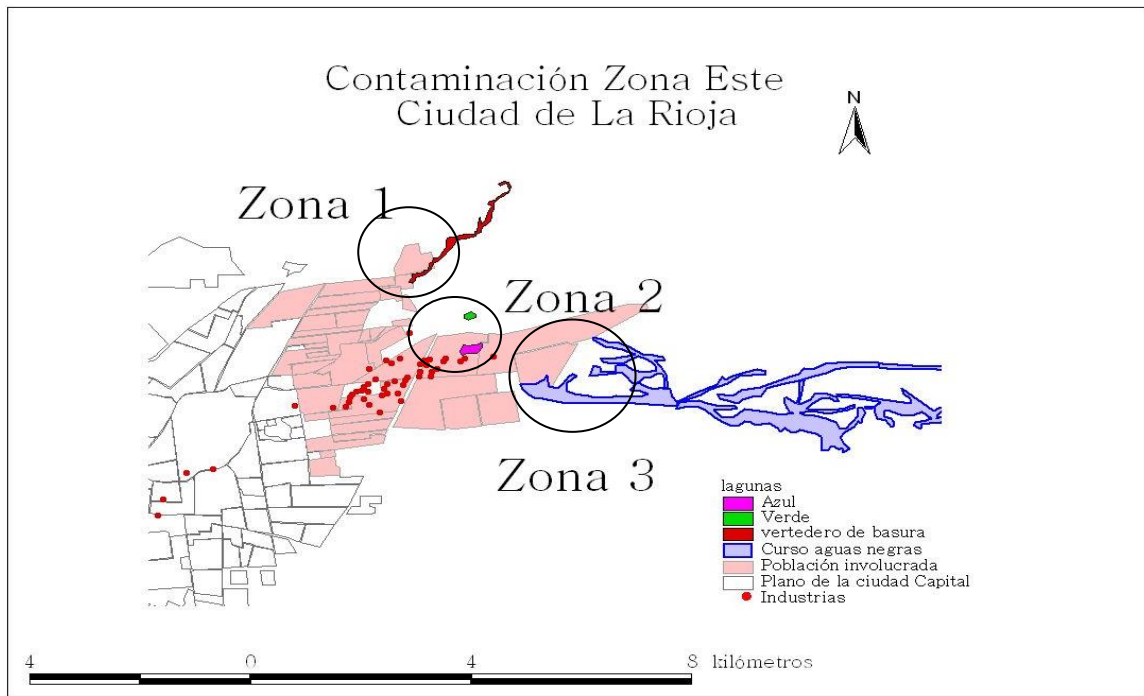 Contaminación Zona Este
Ciudad de La Rioja
N
Zona 1
Zona 2
Zona 3
lagunas
Azul
Verde
vertedero de basura
Curso aguas negras
Población involucrada
Plano de la ciudad Capital
Industrias
4 0 4 8 kilómetros